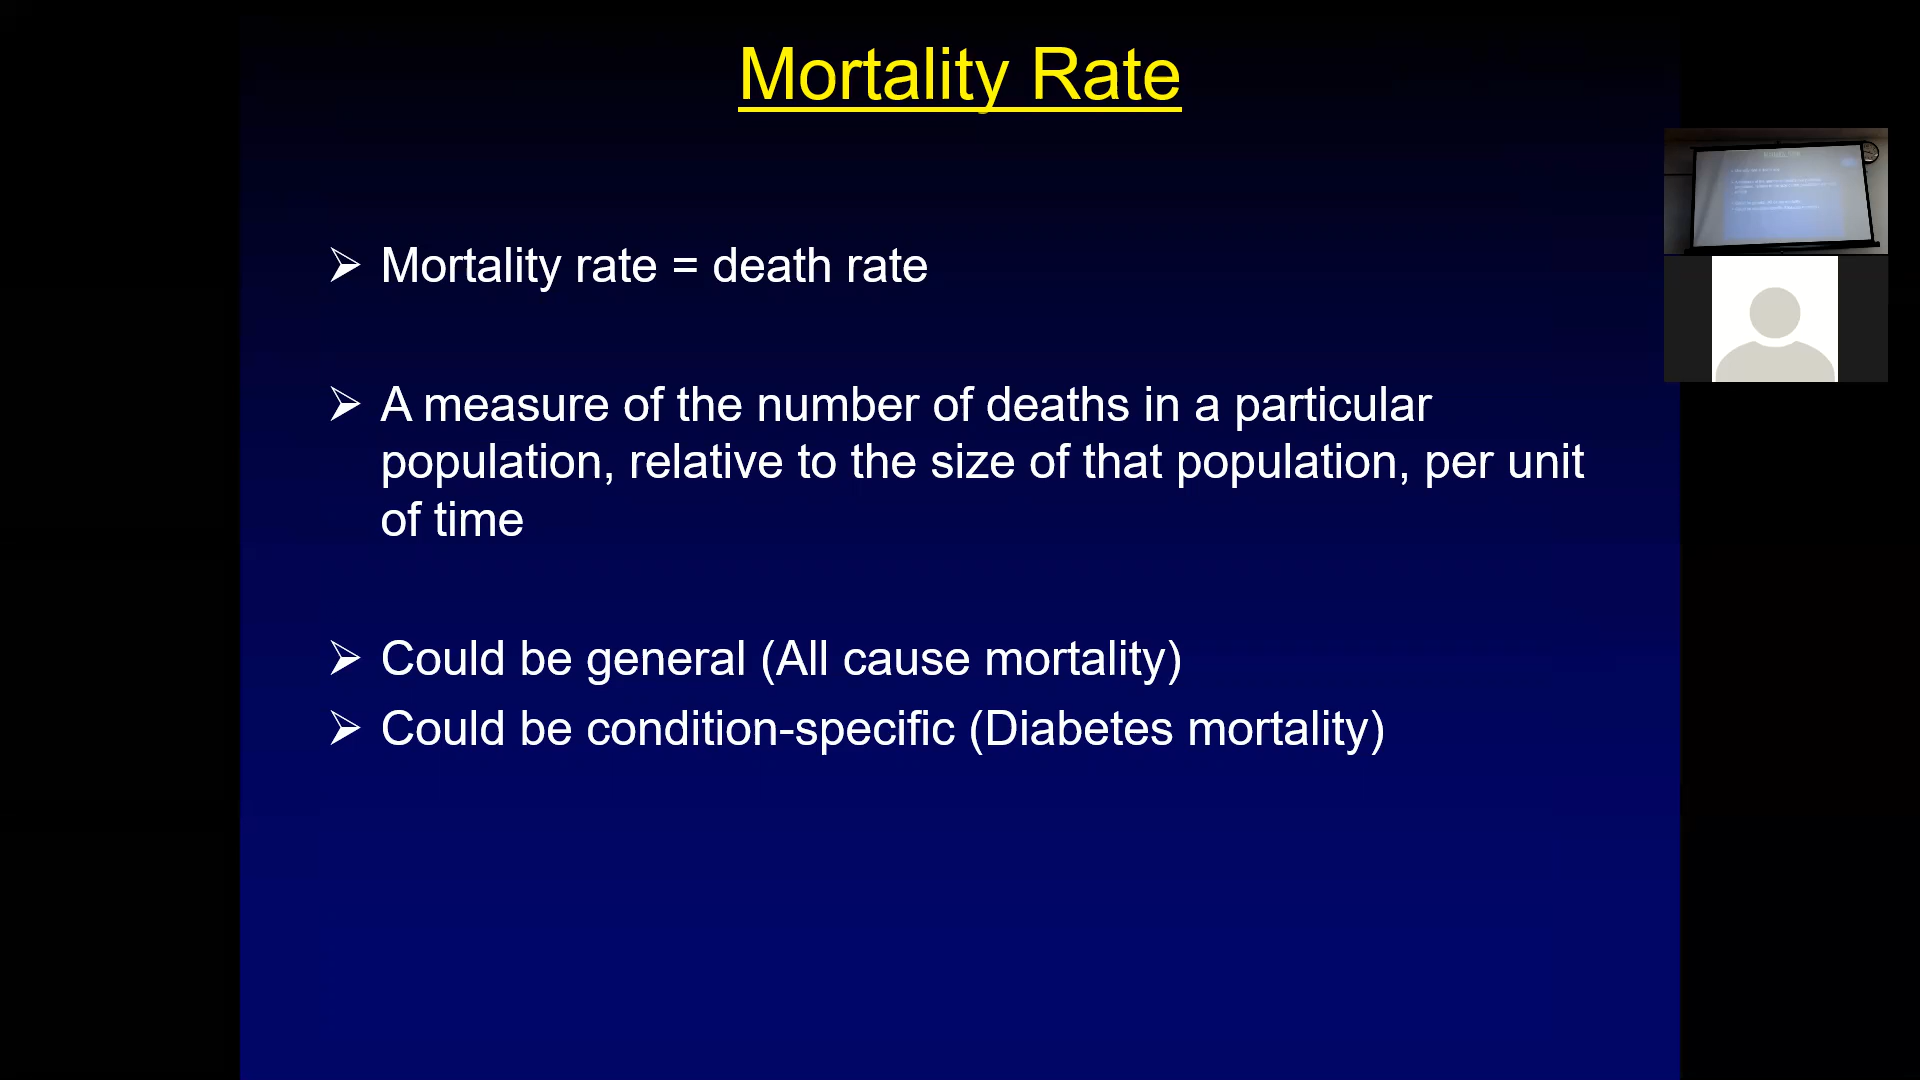 Mortality Rate
➢ Mortality rate = death rate
➢ A measure of the number of deaths in a particular
population, relative to the size of that population, per unit
of time
➢ Could be general (All cause mortality)
➢ Could be condition-specific (Diabetes mortality)